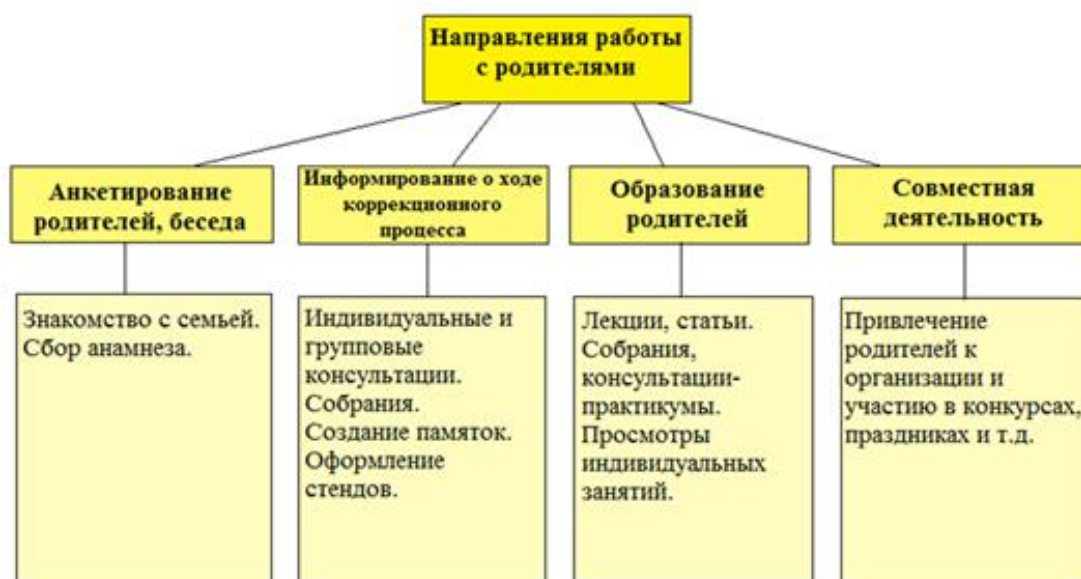 Направления работы
с родителями
Анкетирование
родителей, беседа
Информирование о ходе
коррекционного
процесса
Образование
родителей
Совместная
деятельность
Знакомство с семьей.
Сбор анамнеза.
Индивидуальные и
групповые
консультации.
Собрания.
Создание памяток.
Оформление
стендов.
Лекции, статьи.
Собрания,
консультации-
практикумы.
Просмотры
индивидуальных
занятий.
Привлечение
родителей к
организации и
участию в конкурсах,
праздниках и т.д.